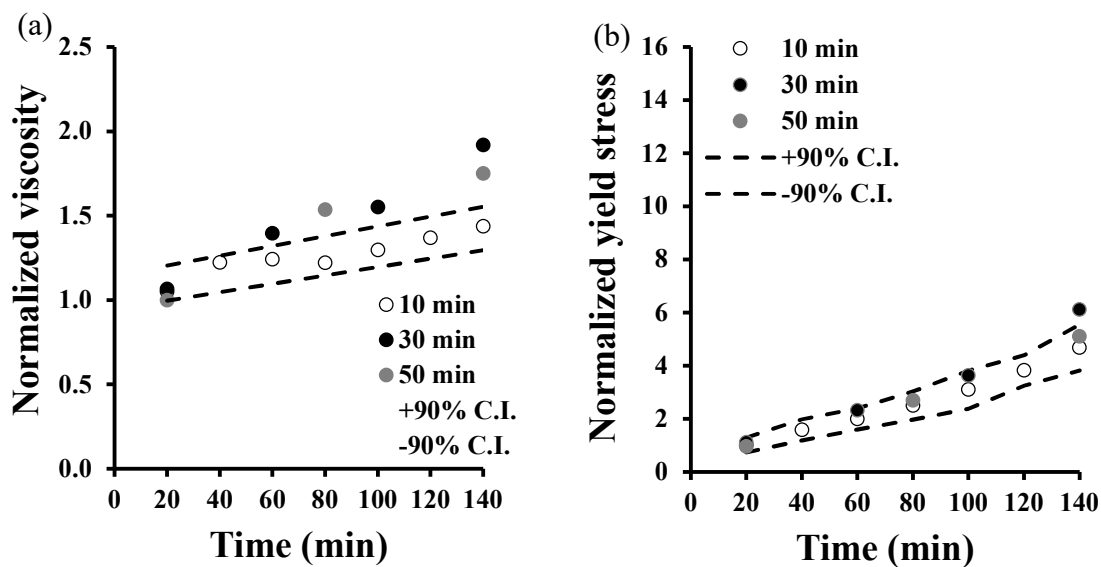 (a)
Normalized viscosity
2.5
2.0
1.5
1.0
0.5
0.0
10 min
30 min
50 min
+90% C.I.
-90% C.I.
0 20 40 60 80 100 120 140
Time (min)
(b)
Normalized yield stress
16
14
12
10
8
6
4
2
0
10 min
30 min
50 min
+90% C.I.
-90% C.I.
0 20 40 60 80 100 120 140
Time (min)